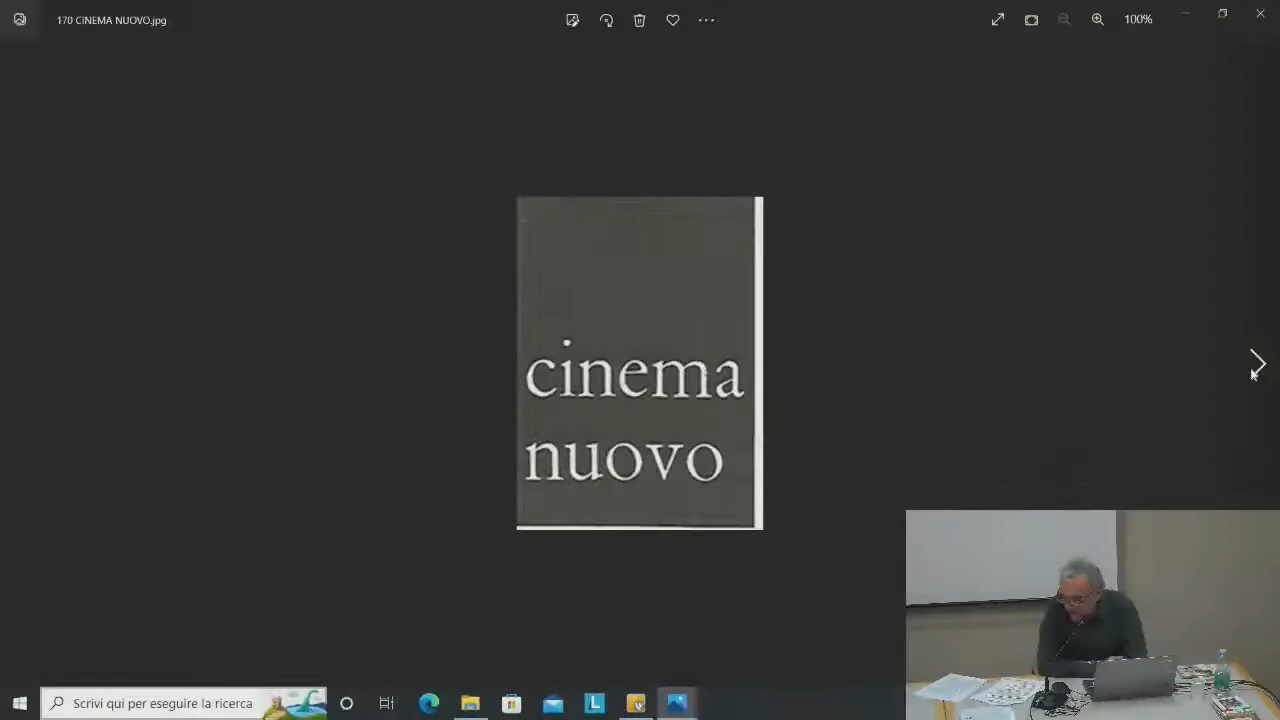 170 CINEMA NUOVO.jpg
100%
cinema
nuovo
Scrivi qui per eseguire la ricerca
L